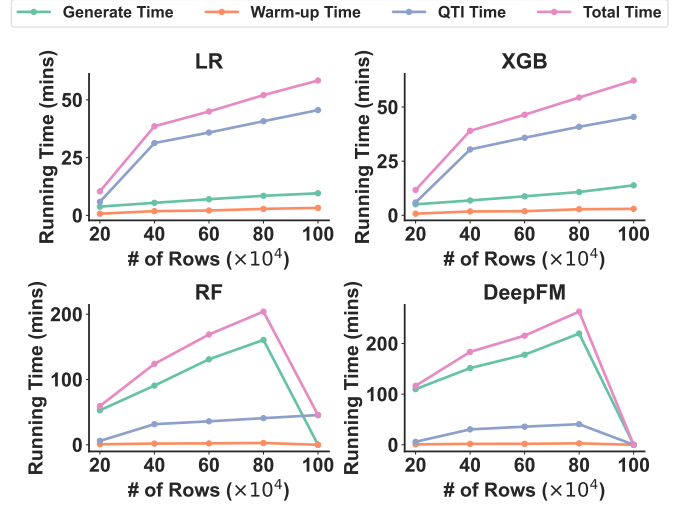 Generate Time Warm-up Time QTI Time Total Time
LR
Running Time (mins)
50
25
0
20 40 60 80 100
# of Rows (×10⁴)
XGB
Running Time (mins)
50
25
0
20 40 60 80 100
# of Rows (×10⁴)
RF
Running Time (mins)
200
100
0
20 40 60 80 100
# of Rows (×10⁴)
DeepFM
Running Time (mins)
200
100
0
20 40 60 80 100
# of Rows (×10⁴)